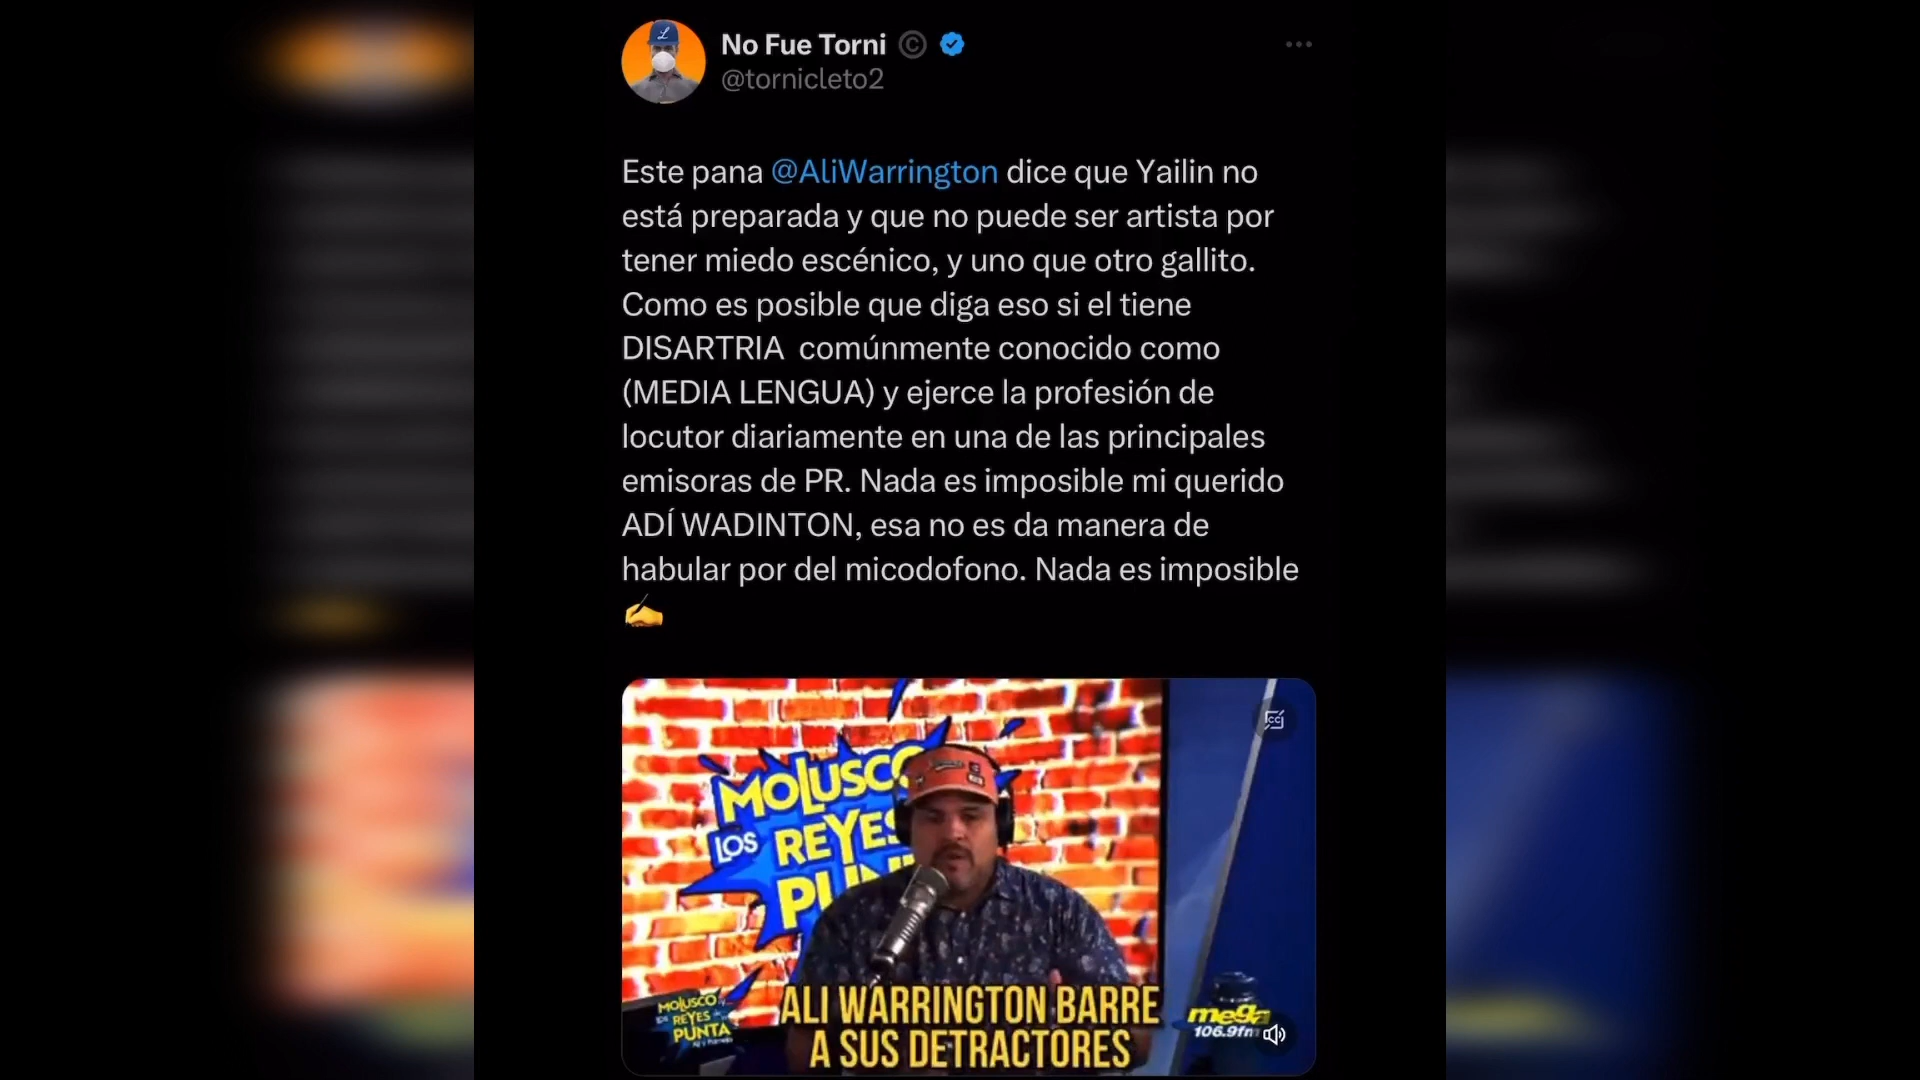 No Fue Torni ©
@tornicleto2
Este pana @AliWarrington dice que Yailin no
está preparada y que no puede ser artista por
tener miedo escénico, y uno que otro gallito.
Como es posible que diga eso si el tiene
DISARTRIA comúnmente conocido como
(MEDIA LENGUA) y ejerce la profesión de
locutor diariamente en una de las principales
emisoras de PR. Nada es imposible mi querido
ADÍ WADINTON, esa no es da manera de
habular por del micodofono. Nada es imposible
MOLUSCO
LOS REYES
MOLUSCO Y
LOS REYES
PUNTA
ALI WARRINGTON BARRE
A SUS DETRACTORES
mega
106.9fm